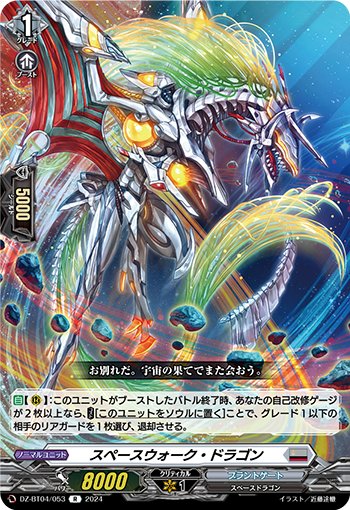 1
グレード
ブースト
5000
シールド
お別れだ。宇宙の果てでまた会おう。
自【R】:このユニットがブーストしたバトル終了時、あなたの自己改修ゲージ
が2枚以上なら、[このユニットをソウルに置く]ことで、グレード1以下の
相手のリアガードを1枚選び、退却させる。
ノーマルユニット
スペースウォーク・ドラゴン
パワー 8000
クリティカル
1
ブラントゲート
スペースドラゴン
DZ-BT04/053 R 2024
イラスト/近藤達轍